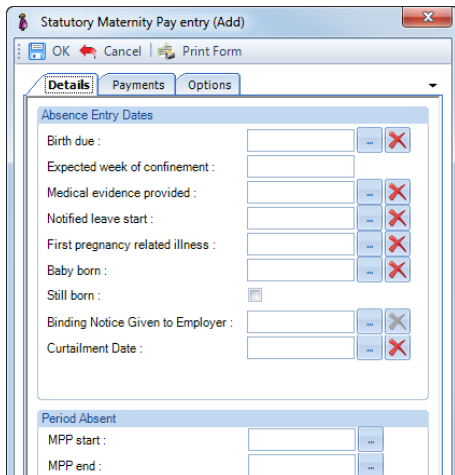 Statutory Maternity Pay entry (Add)
OK Cancel Print Form
Details Payments Options
Absence Entry Dates
Birth due :
...
Expected week of confinement :
Medical evidence provided :
...
Notified leave start :
...
First pregnancy related illness :
...
Baby born :
...
Still born :
Binding Notice Given to Employer :
...
Curtailment Date :
...
Period Absent
MPP start :
...
MPP end :
...